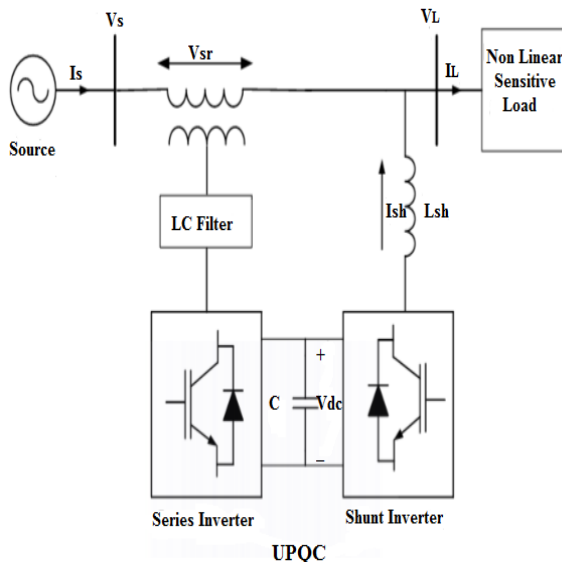 Vs
VL
Vsr
Is
IL
Non Linear
Sensitive
Load
Source
LC Filter
Ish
Lsh
+
C
Vdc
–
Series Inverter
Shunt Inverter
UPQC